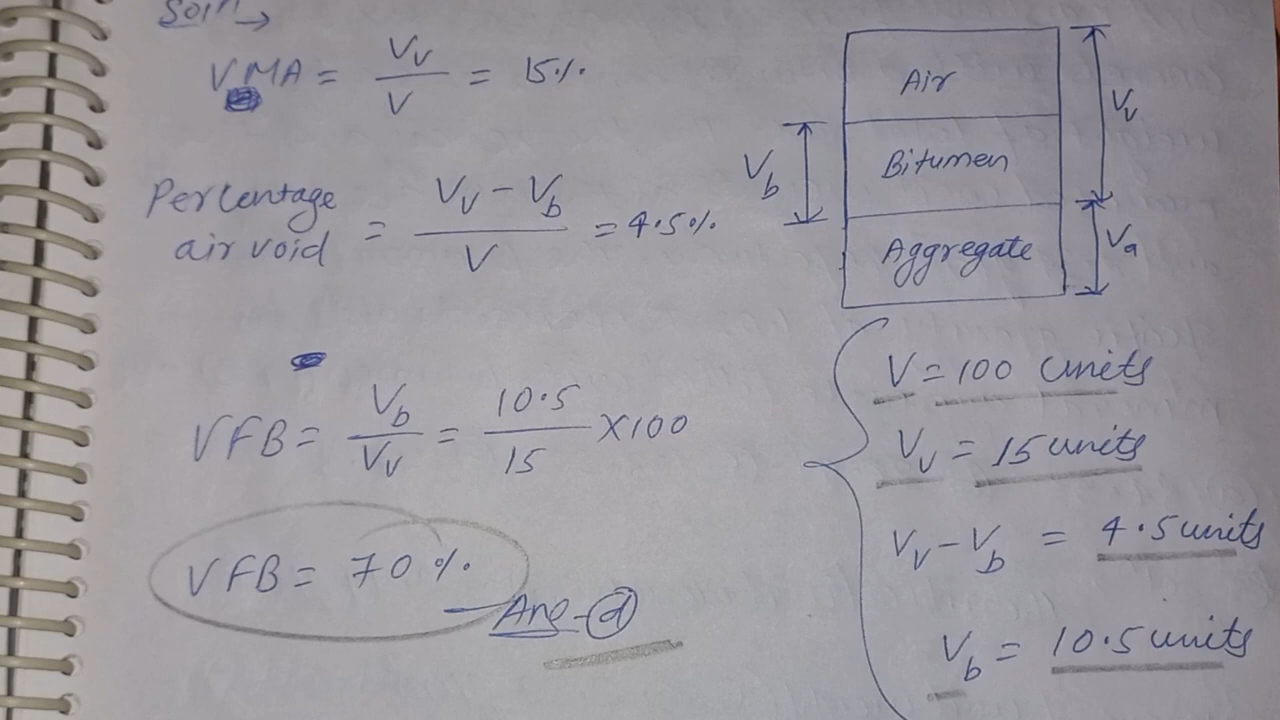 Soln →
VMA = Vv / V = 15%
Percentage air void = Vv - Vb / V = 4.5%
VFB = Vb / Vv = 10.5 / 15 × 100
VFB = 70%
Ans - d
Air
Bitumen
Aggregate
Vv
Vb
Va
V = 100 units
Vv = 15 units
Vv - Vb = 4.5 units
Vb = 10.5 units